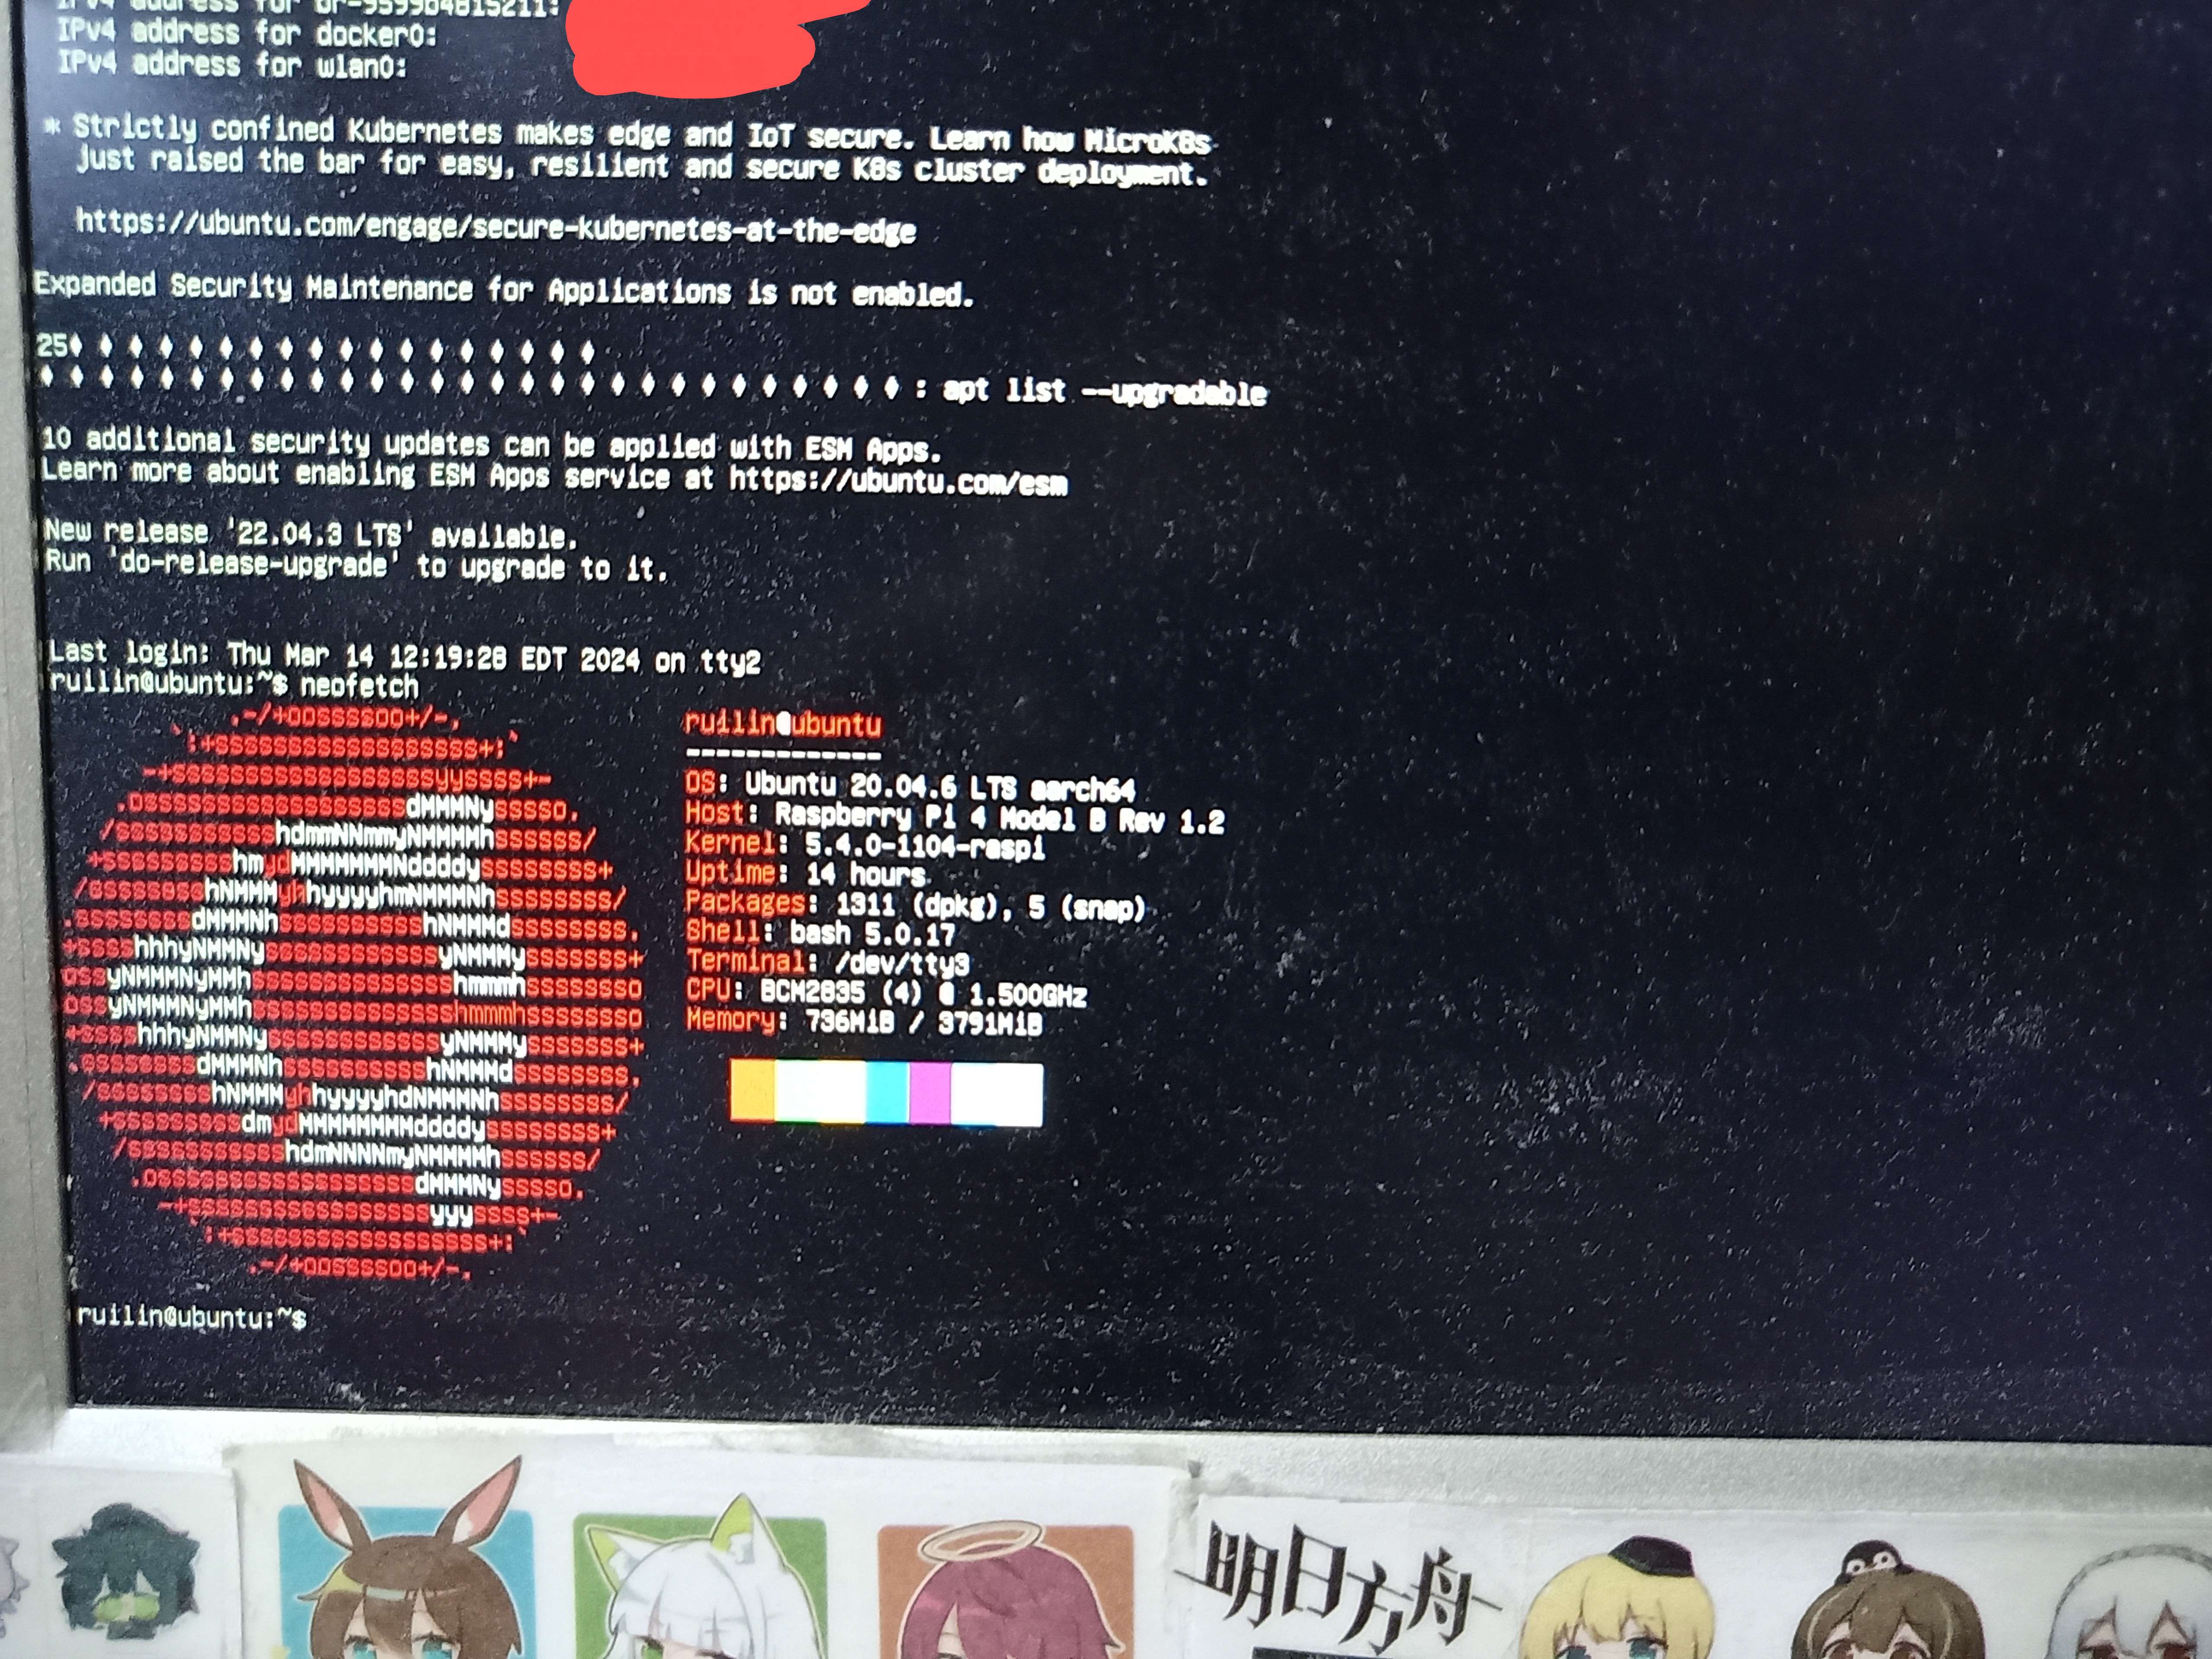 IPv4 address for br-9599b4815211:
IPv4 address for docker0:
IPv4 address for wlan0:
* Strictly confined Kubernetes makes edge and IoT secure. Learn how MicroK8s
just raised the bar for easy, resilient and secure K8s cluster deployment.
https://ubuntu.com/engage/secure-kubernetes-at-the-edge
Expanded Security Maintenance for Applications is not enabled.
25♦ ♦ ♦ ♦ ♦ ♦ ♦ ♦ ♦ ♦ ♦ ♦ ♦ ♦ ♦ ♦ ♦ ♦
♦ ♦ ♦ ♦ ♦ ♦ ♦ ♦ ♦ ♦ ♦ ♦ ♦ ♦ ♦ ♦ ♦ ♦ ♦ ♦ ♦ ♦ ♦ ♦ ♦ ♦ ♦ ♦ ♦ : apt list --upgradable
10 additional security updates can be applied with ESM Apps.
Learn more about enabling ESM Apps service at https://ubuntu.com/esm
New release '22.04.3 LTS' available.
Run 'do-release-upgrade' to upgrade to it.
Last login: Thu Mar 14 12:19:28 EDT 2024 on tty2
ruilin@ubuntu:~$ neofetch
ruilin@ubuntu
-------------
OS: Ubuntu 20.04.6 LTS aarch64
Host: Raspberry Pi 4 Model B Rev 1.2
Kernel: 5.4.0-1104-raspi
Uptime: 14 hours
Packages: 1311 (dpkg), 5 (snap)
Shell: bash 5.0.17
Terminal: /dev/tty3
CPU: BCM2835 (4) @ 1.500GHz
Memory: 736MiB / 3791MiB
ruilin@ubuntu:~$
明日方舟